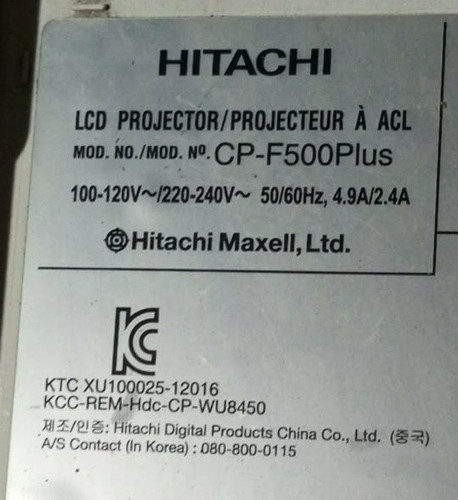 HITACHI
LCD PROJECTOR/PROJECTEUR À ACL
MOD. NO./MOD. Nº. CP-F500Plus
100-120V～/220-240V～ 50/60Hz, 4.9A/2.4A
Hitachi Maxell, Ltd.
KC
KTC XU100025-12016
KCC-REM-Hdc-CP-WU8450
제조/인증: Hitachi Digital Products China Co., Ltd. (중국)
A/S Contact (In Korea) : 080-800-0115